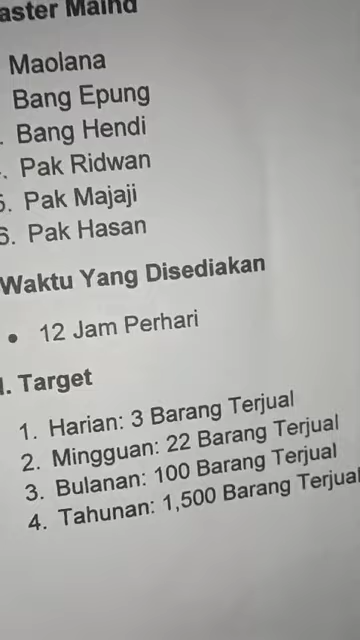 aster Maind
Maolana
Bang Epung
. Bang Hendi
. Pak Ridwan
5. Pak Majaji
6. Pak Hasan
Waktu Yang Disediakan
• 12 Jam Perhari
I. Target
1. Harian: 3 Barang Terjual
2. Mingguan: 22 Barang Terjual
3. Bulanan: 100 Barang Terjual
4. Tahunan: 1,500 Barang Terjual